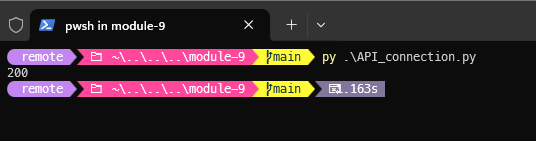 pwsh in module-9
remote ~\..\..\..\module-9 main py .\API_connection.py
200
remote ~\..\..\..\module-9 main 1.163s